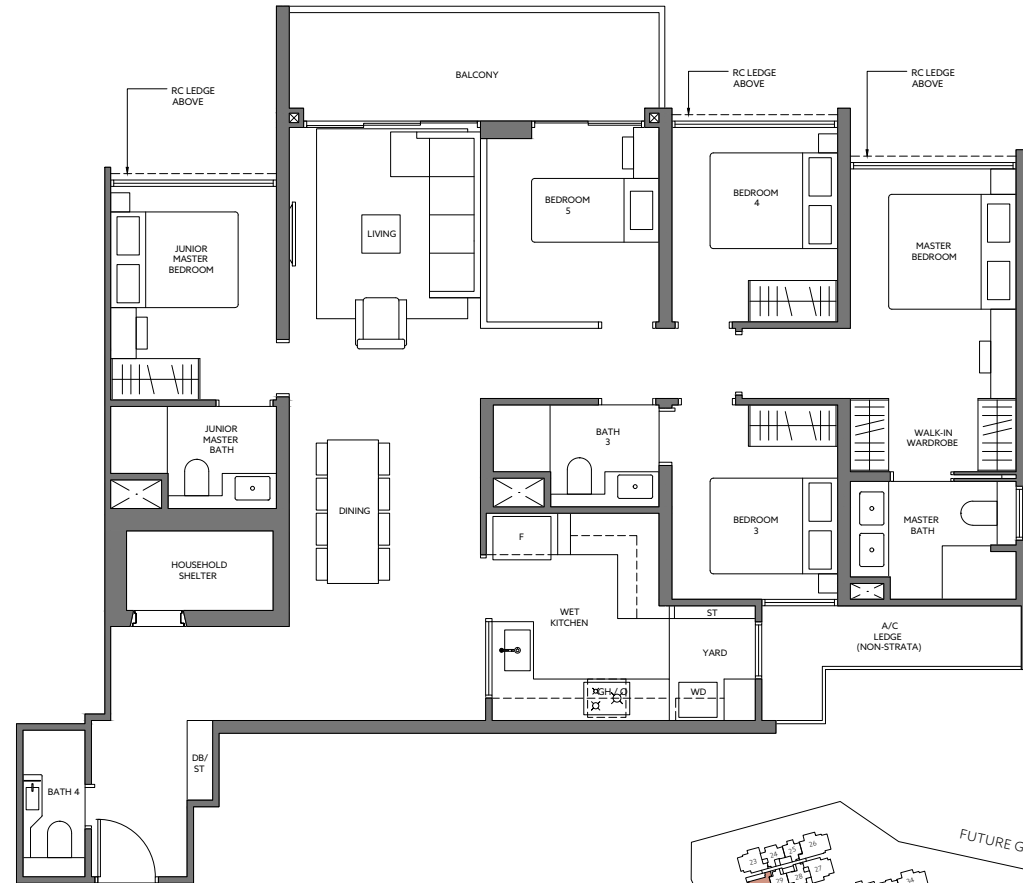 BALCONY
RC LEDGE
ABOVE
RC LEDGE
ABOVE
RC LEDGE
ABOVE
JUNIOR
MASTER
BEDROOM
LIVING
BEDROOM
5
BEDROOM
4
MASTER
BEDROOM
JUNIOR
MASTER
BATH
BATH
3
WALK-IN
WARDROBE
DINING
F
BEDROOM
3
MASTER
BATH
HOUSEHOLD
SHELTER
WET
KITCHEN
ST
YARD
A/C
LEDGE
(NON-STRATA)
WD
DB/
ST
BATH 4
FUTURE G
23
24
25
26
29
28
27
34